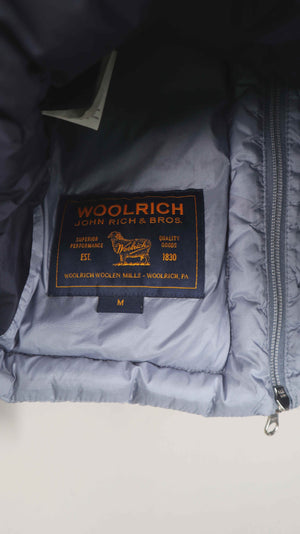 WOOLRICH
JOHN RICH & BROS.
SUPERIOR PERFORMANCE
QUALITY GOODS
Woolrich
EST. 1830
WOOLRICH WOOLEN MILLS - WOOLRICH, PA
M